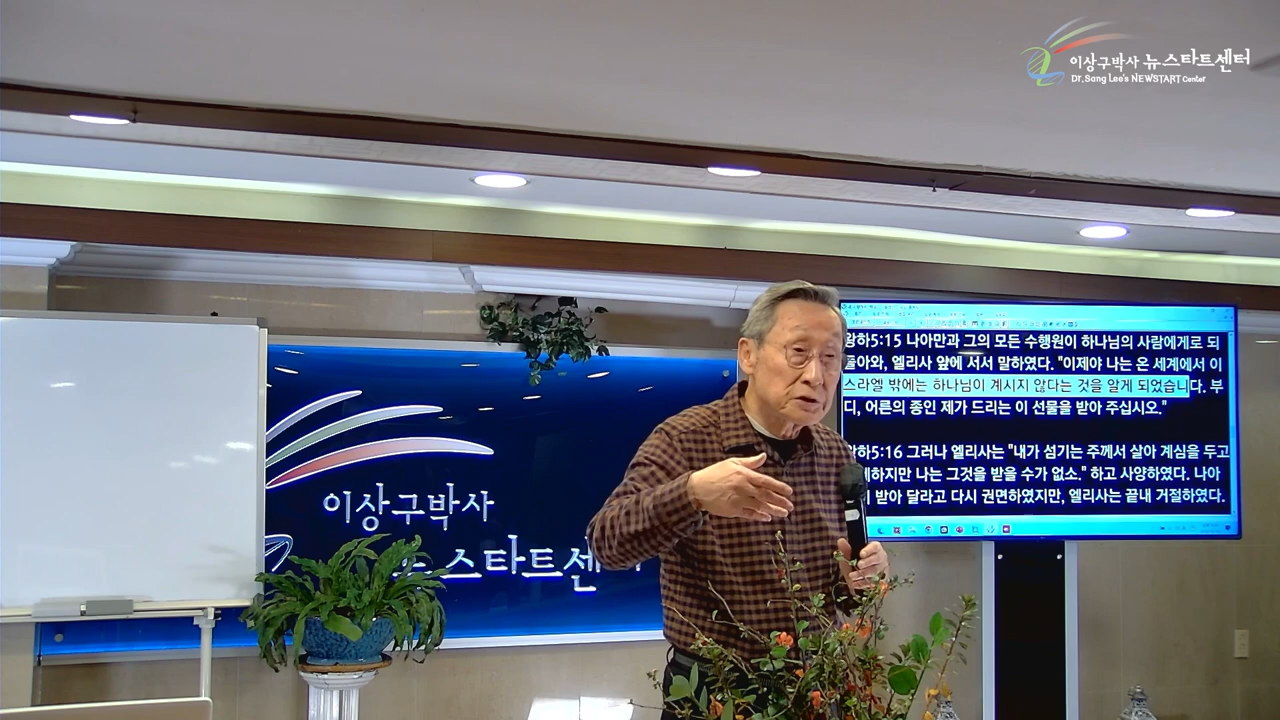 이상구박사 뉴스타트센터
Dr. Sang Lee's NEWSTART Center
왕하5:15 나아만과 그의 모든 수행원이 하나님의 사람에게로 되
돌아와, 엘리사 앞에 서서 말하였다. "이제야 나는 온 세계에서 이
스라엘 밖에는 하나님이 계시지 않다는 것을 알게 되었습니다. 부
디, 어른의 종인 제가 드리는 이 선물을 받아 주십시오."
왕하5:16 그러나 엘리사는 "내가 섬기는 주께서 살아 계심을 두고
하지만 나는 그것을 받을 수가 없소." 하고 사양하였다. 나아
받아 달라고 다시 권면하였지만, 엘리사는 끝내 거절하였다.
이상구박사
뉴스타트센